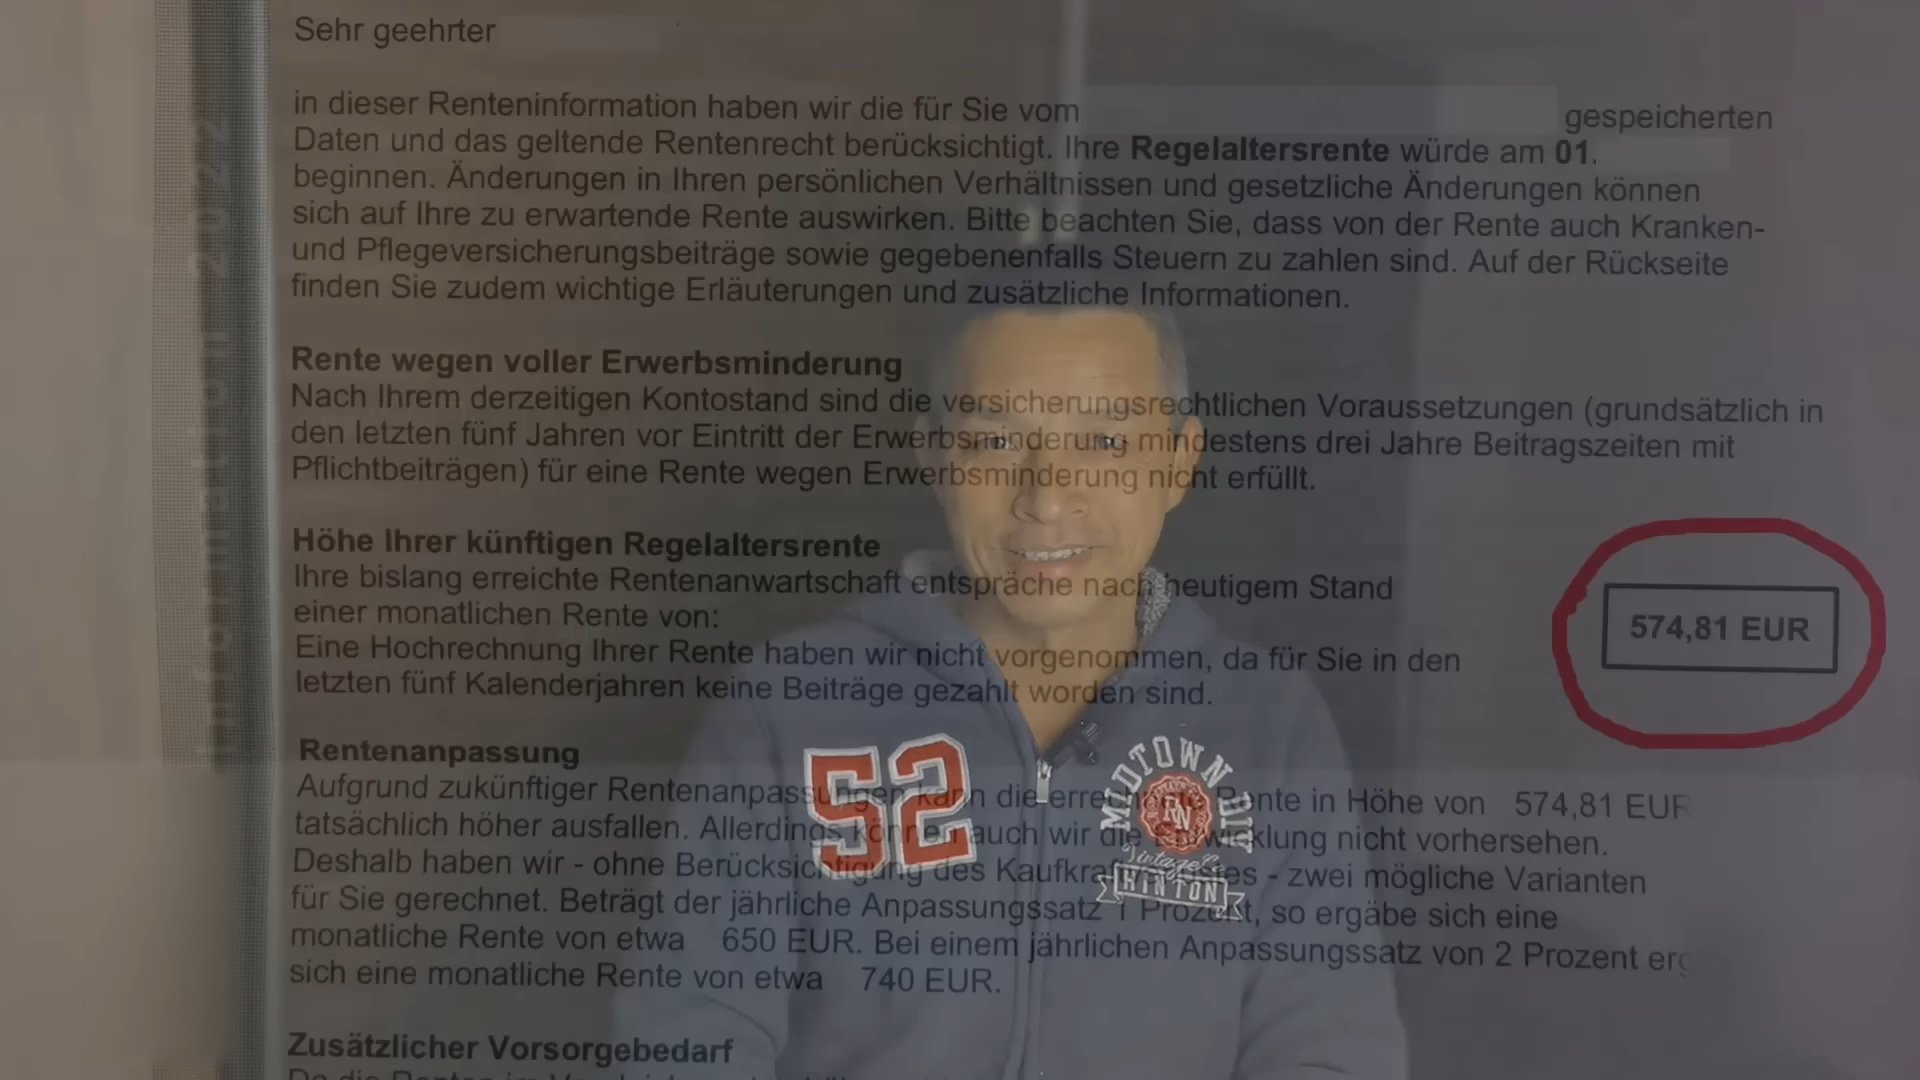 Sehr geehrter
in dieser Renteninformation haben wir die für Sie vom gespeicherten
Daten und das geltende Rentenrecht berücksichtigt. Ihre Regelaltersrente würde am 01.
beginnen. Änderungen in Ihren persönlichen Verhältnissen und gesetzliche Änderungen können
sich auf Ihre zu erwartende Rente auswirken. Bitte beachten Sie, dass von der Rente auch Kranken-
und Pflegeversicherungsbeiträge sowie gegebenenfalls Steuern zu zahlen sind. Auf der Rückseite
finden Sie zudem wichtige Erläuterungen und zusätzliche Informationen.
Rente wegen voller Erwerbsminderung
Nach Ihrem derzeitigen Kontostand sind die versicherungsrechtlichen Voraussetzungen (grundsätzlich in
den letzten fünf Jahren vor Eintritt der Erwerbsminderung mindestens drei Jahre Beitragszeiten mit
Pflichtbeiträgen) für eine Rente wegen Erwerbsminderung nicht erfüllt.
Höhe Ihrer künftigen Regelaltersrente
Ihre bislang erreichte Rentenanwartschaft entspräche nach heutigem Stand
einer monatlichen Rente von:
574,81 EUR
Eine Hochrechnung Ihrer Rente haben wir nicht vorgenommen, da für Sie in den
letzten fünf Kalenderjahren keine Beiträge gezahlt worden sind.
Rentenanpassung
Aufgrund zukünftiger Rentenanpassungen kann die erreichte Rente in Höhe von 574,81 EUR
tatsächlich höher ausfallen. Allerdings können auch wir die Entwicklung nicht vorhersehen.
Deshalb haben wir - ohne Berücksichtigung des Kaufkraftverlustes - zwei mögliche Varianten
für Sie gerechnet. Beträgt der jährliche Anpassungssatz 1 Prozent, so ergäbe sich eine
monatliche Rente von etwa 650 EUR. Bei einem jährlichen Anpassungssatz von 2 Prozent erg
sich eine monatliche Rente von etwa 740 EUR.
Zusätzlicher Vorsorgebedarf
Information 2022
52
MIDTOWN DIV
RN
Vintage
HINTON